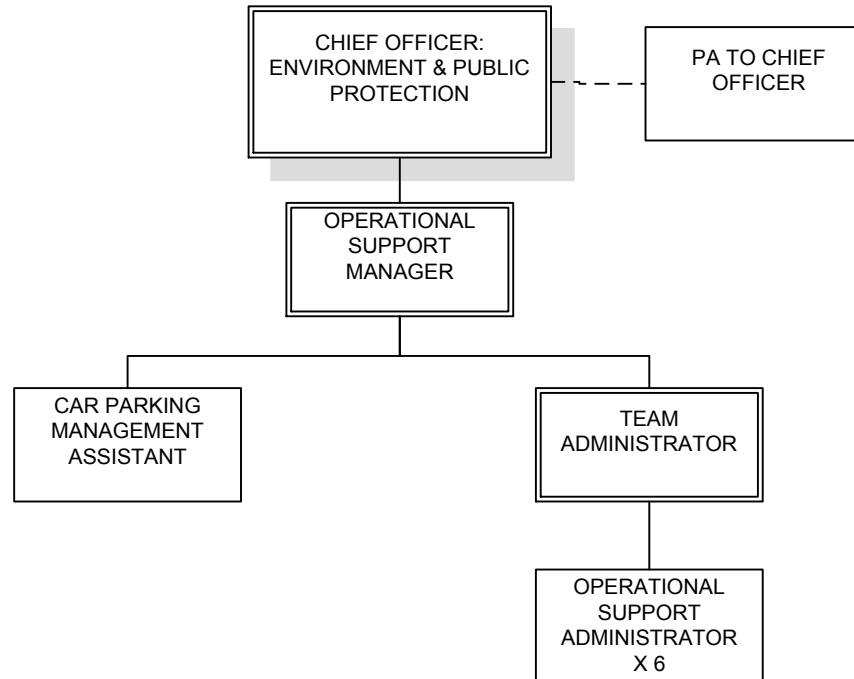 CHIEF OFFICER:
ENVIRONMENT & PUBLIC
PROTECTION
PA TO CHIEF
OFFICER
OPERATIONAL
SUPPORT
MANAGER
CAR PARKING
MANAGEMENT
ASSISTANT
TEAM
ADMINISTRATOR
OPERATIONAL
SUPPORT
ADMINISTRATOR
X 6